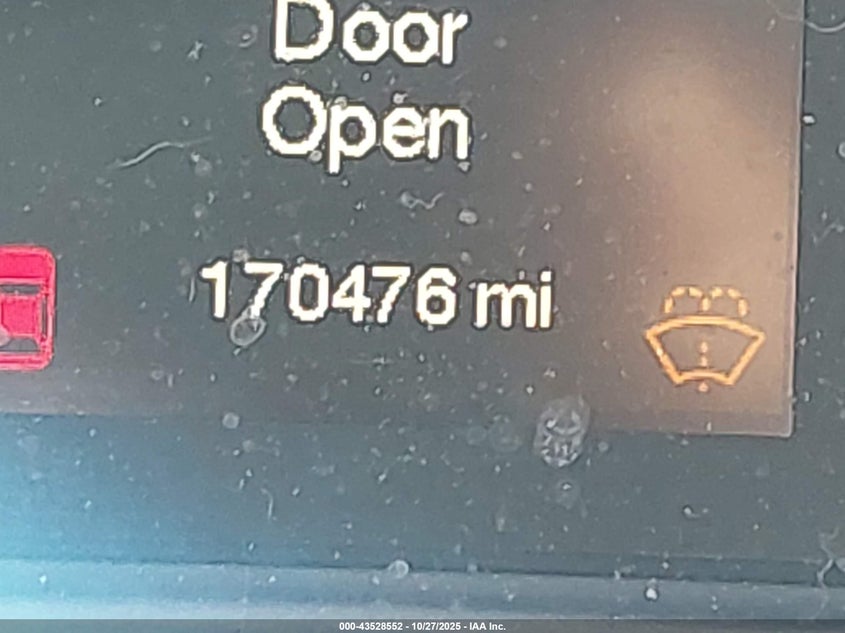 Door
Open
170476 mi
000-43528552 - 10/27/2025 - IAA Inc.